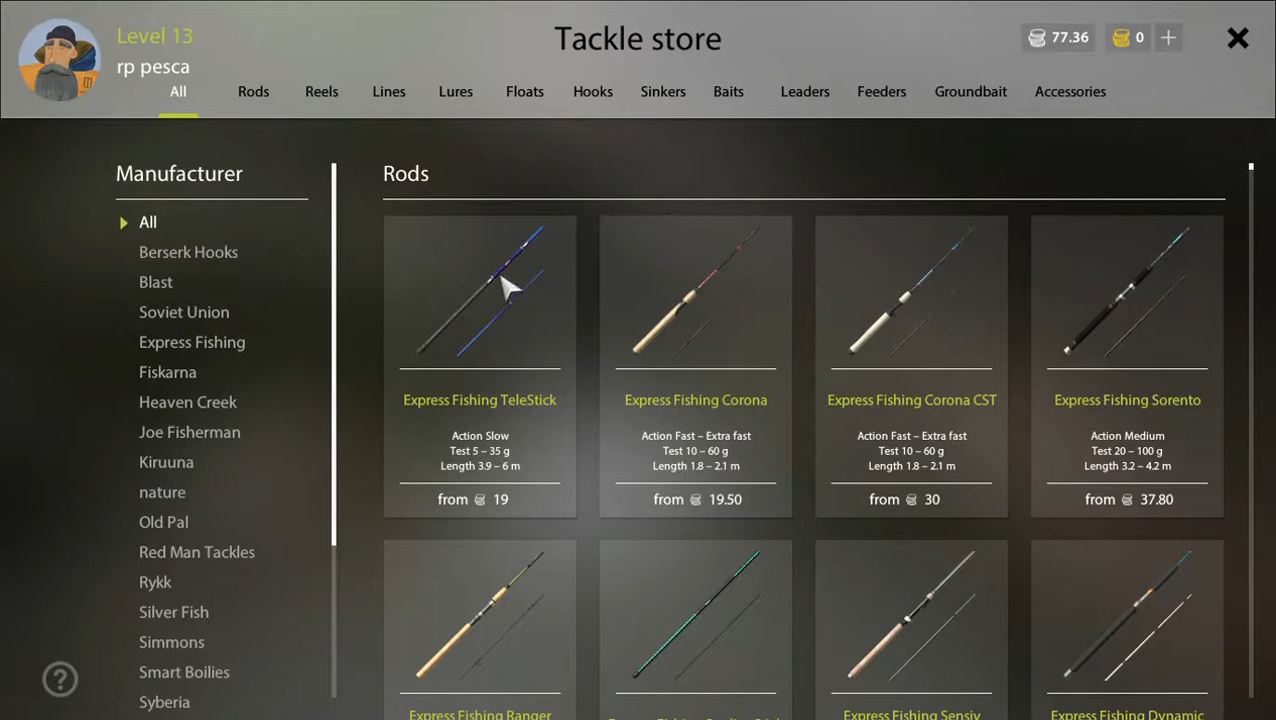 Level 13
rp pesca
Tackle store
77.36
0
All Rods Reels Lines Lures Floats Hooks Sinkers Baits Leaders Feeders Groundbait Accessories
Manufacturer
All
Berserk Hooks
Blast
Soviet Union
Express Fishing
Fiskarna
Heaven Creek
Joe Fisherman
Kiruuna
nature
Old Pal
Red Man Tackles
Rykk
Silver Fish
Simmons
Smart Boilies
Syberia
?
Rods
Express Fishing TeleStick
Action Slow
Test 5 – 35 g
Length 3.9 – 6 m
from 19
Express Fishing Corona
Action Fast – Extra fast
Test 10 – 60 g
Length 1.8 – 2.1 m
from 19.50
Express Fishing Corona CST
Action Fast – Extra fast
Test 10 – 60 g
Length 1.8 – 2.1 m
from 30
Express Fishing Sorento
Action Medium
Test 20 – 100 g
Length 3.2 – 4.2 m
from 37.80
Express Fishing Ranger
Express Fishing Sensiv
Express Fishing Dynamic